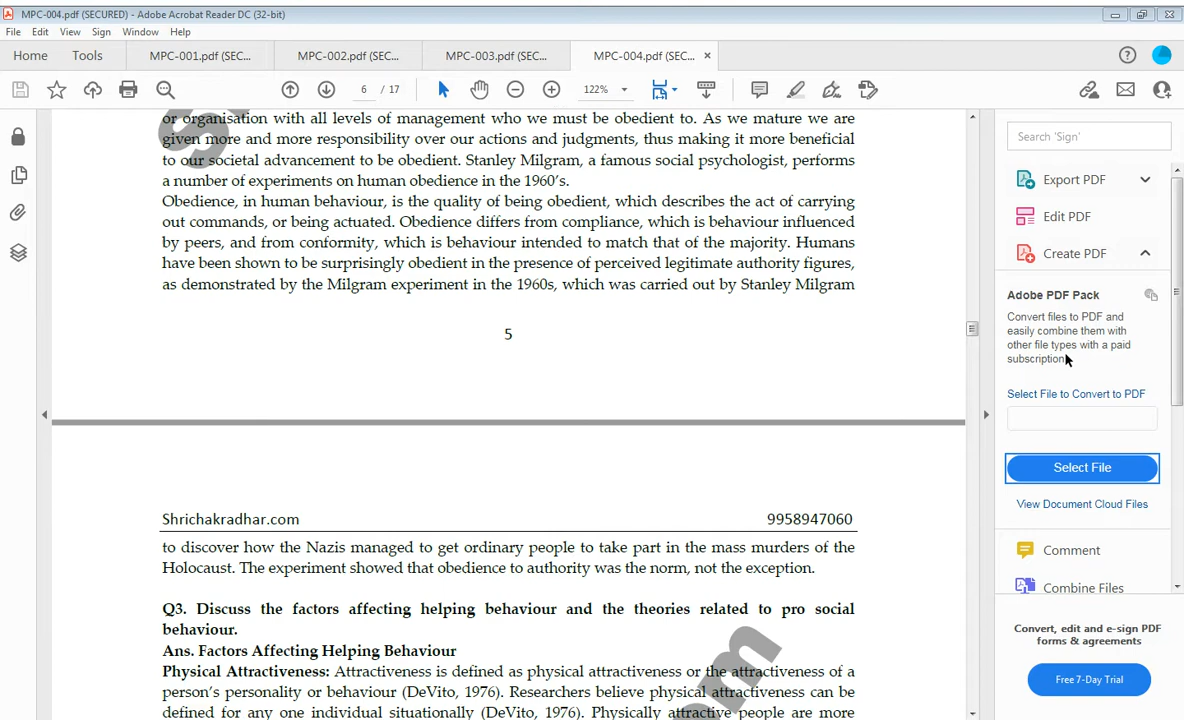 MPC-004.pdf (SECURED) - Adobe Acrobat Reader DC (32-bit)
File Edit View Sign Window Help
Home Tools MPC-001.pdf (SEC... MPC-002.pdf (SEC... MPC-003.pdf (SEC... MPC-004.pdf (SEC... ×
6 / 17 122%
or organisation with all levels of management who we must be obedient to. As we mature we
given more and more responsibility over our actions and judgments, thus making it more beneficial
to our societal advancement to be obedient. Stanley Milgram, a famous social psychologist, performs
a number of experiments on human obedience in the 1960's.
Obedience, in human behaviour, is the quality of being obedient, which describes the act of carrying
out commands, or being actuated. Obedience differs from compliance, which is behaviour influenced
by peers, and from conformity, which is behaviour intended to match that of the majority. Humans
have been shown to be surprisingly obedient in the presence of perceived legitimate authority figures,
as demonstrated by the Milgram experiment in the 1960s, which was carried out by Stanley Milgram
5
Shrichakradhar.com 9958947060
to discover how the Nazis managed to get ordinary people to take part in the mass murders of the
Holocaust. The experiment showed that obedience to authority was the norm, not the exception.
Q3. Discuss the factors affecting helping behaviour and the theories related to pro social
behaviour.
Ans. Factors Affecting Helping Behaviour
Physical Attractiveness: Attractiveness is defined as physical attractiveness or the attractiveness of a
person's personality or behaviour (DeVito, 1976). Researchers believe physical attractiveness can be
defined for any one individual situationally (DeVito, 1976). Physically attractive people are more
Search 'Sign'
Export PDF
Edit PDF
Create PDF
Adobe PDF Pack
Convert files to PDF and
easily combine them with
other file types with a paid
subscription
Select File to Convert to PDF
Select File
View Document Cloud Files
Comment
Combine Files
Convert, edit and e-sign PDF
forms & agreements
Free 7-Day Trial